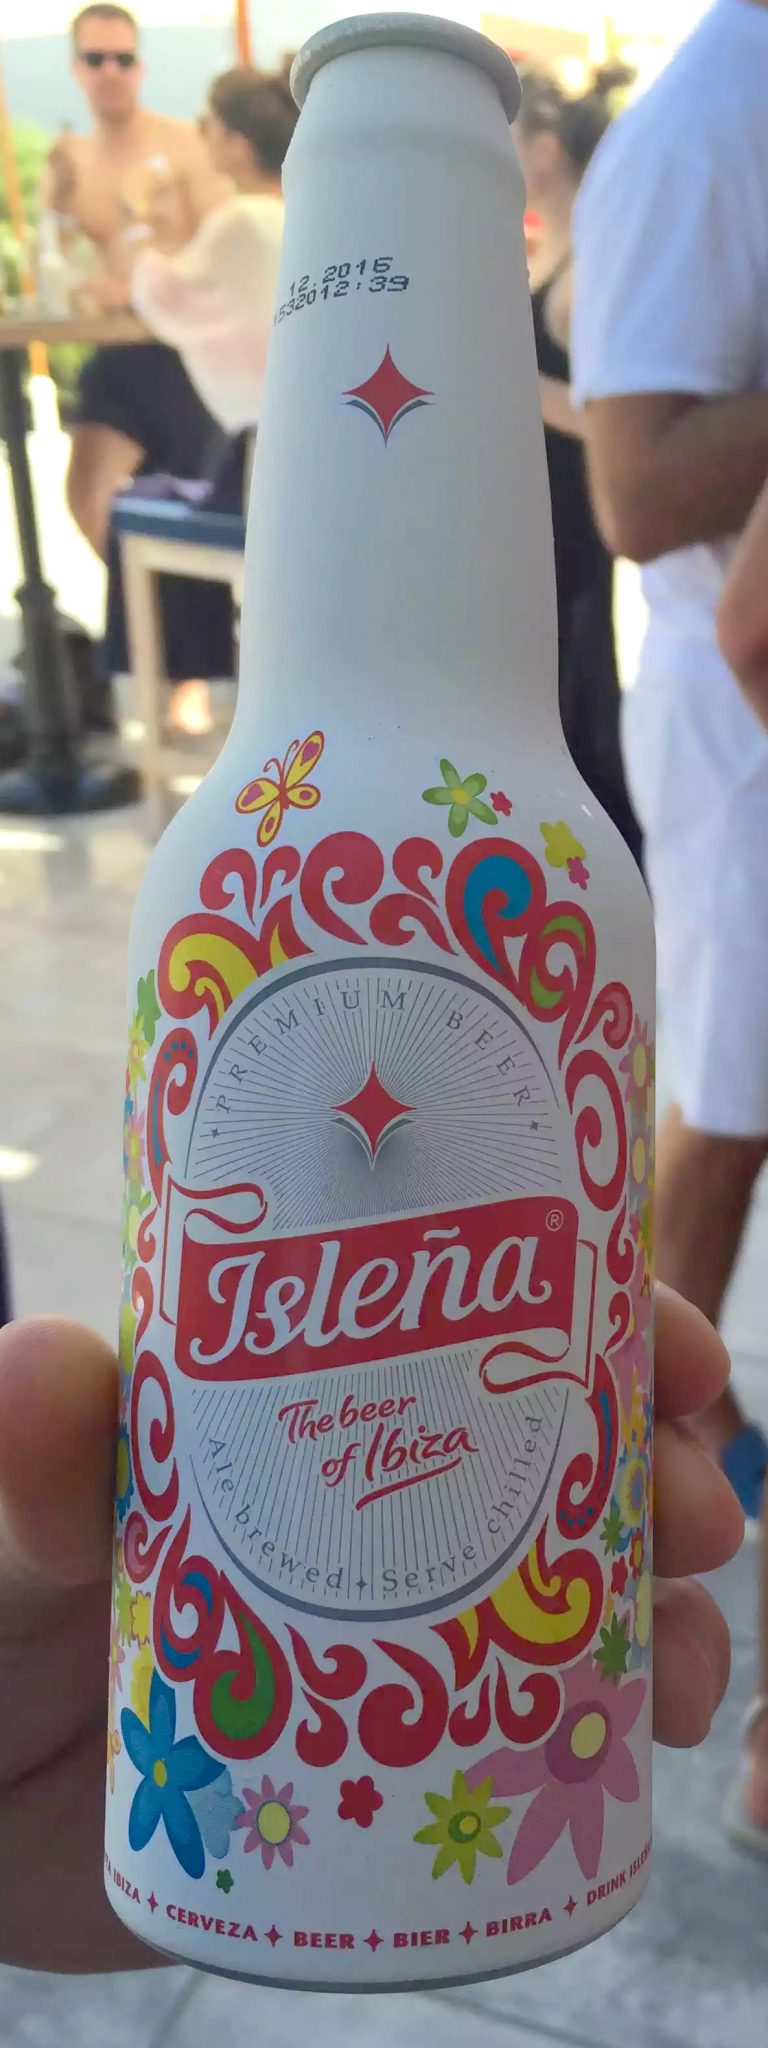 12.2016
1532012:39
PREMIUM BEER
Isleña®
The beer
of Ibiza
Ale brewed ✦ Serve chilled
IBIZA ✦ CERVEZA ✦ BEER ✦ BIER ✦ BIRRA ✦ DRINK